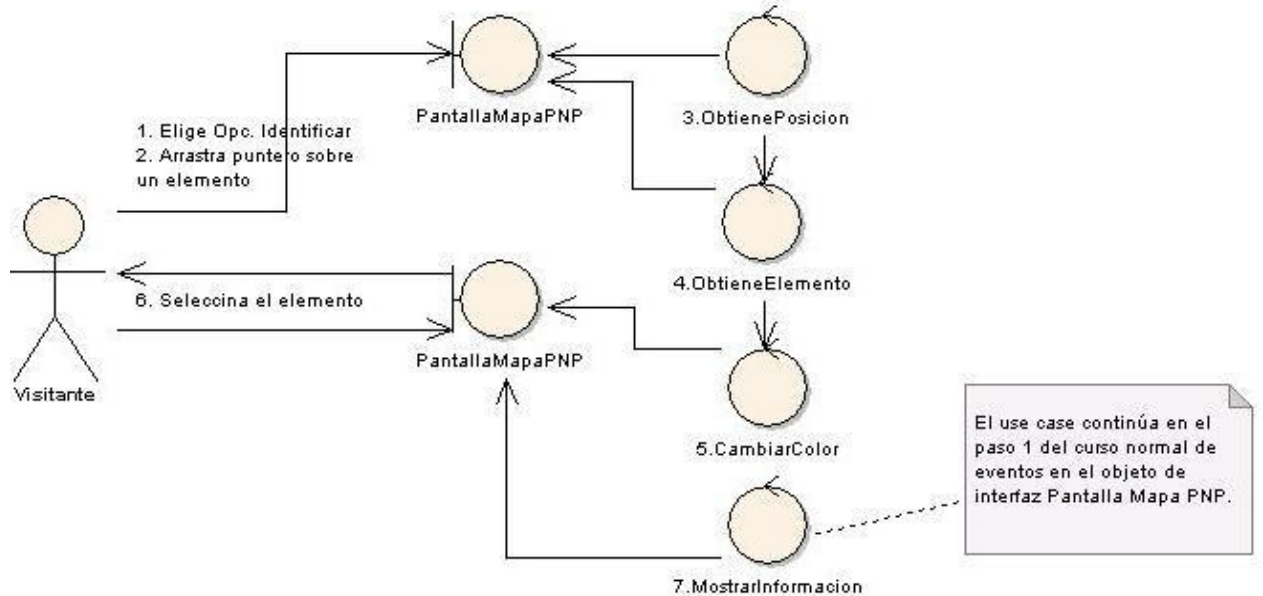 PantallaMapaPNP
3.ObtienePosicion
1. Elige Opc. Identificar
2. Arrastra puntero sobre
un elemento
4.ObtieneElemento
6. Seleccina el elemento
PantallaMapaPNP
Visitante
5.CambiarColor
El use case continúa en el
paso 1 del curso normal de
eventos en el objeto de
interfaz Pantalla Mapa PNP.
7.MostrarInformacion